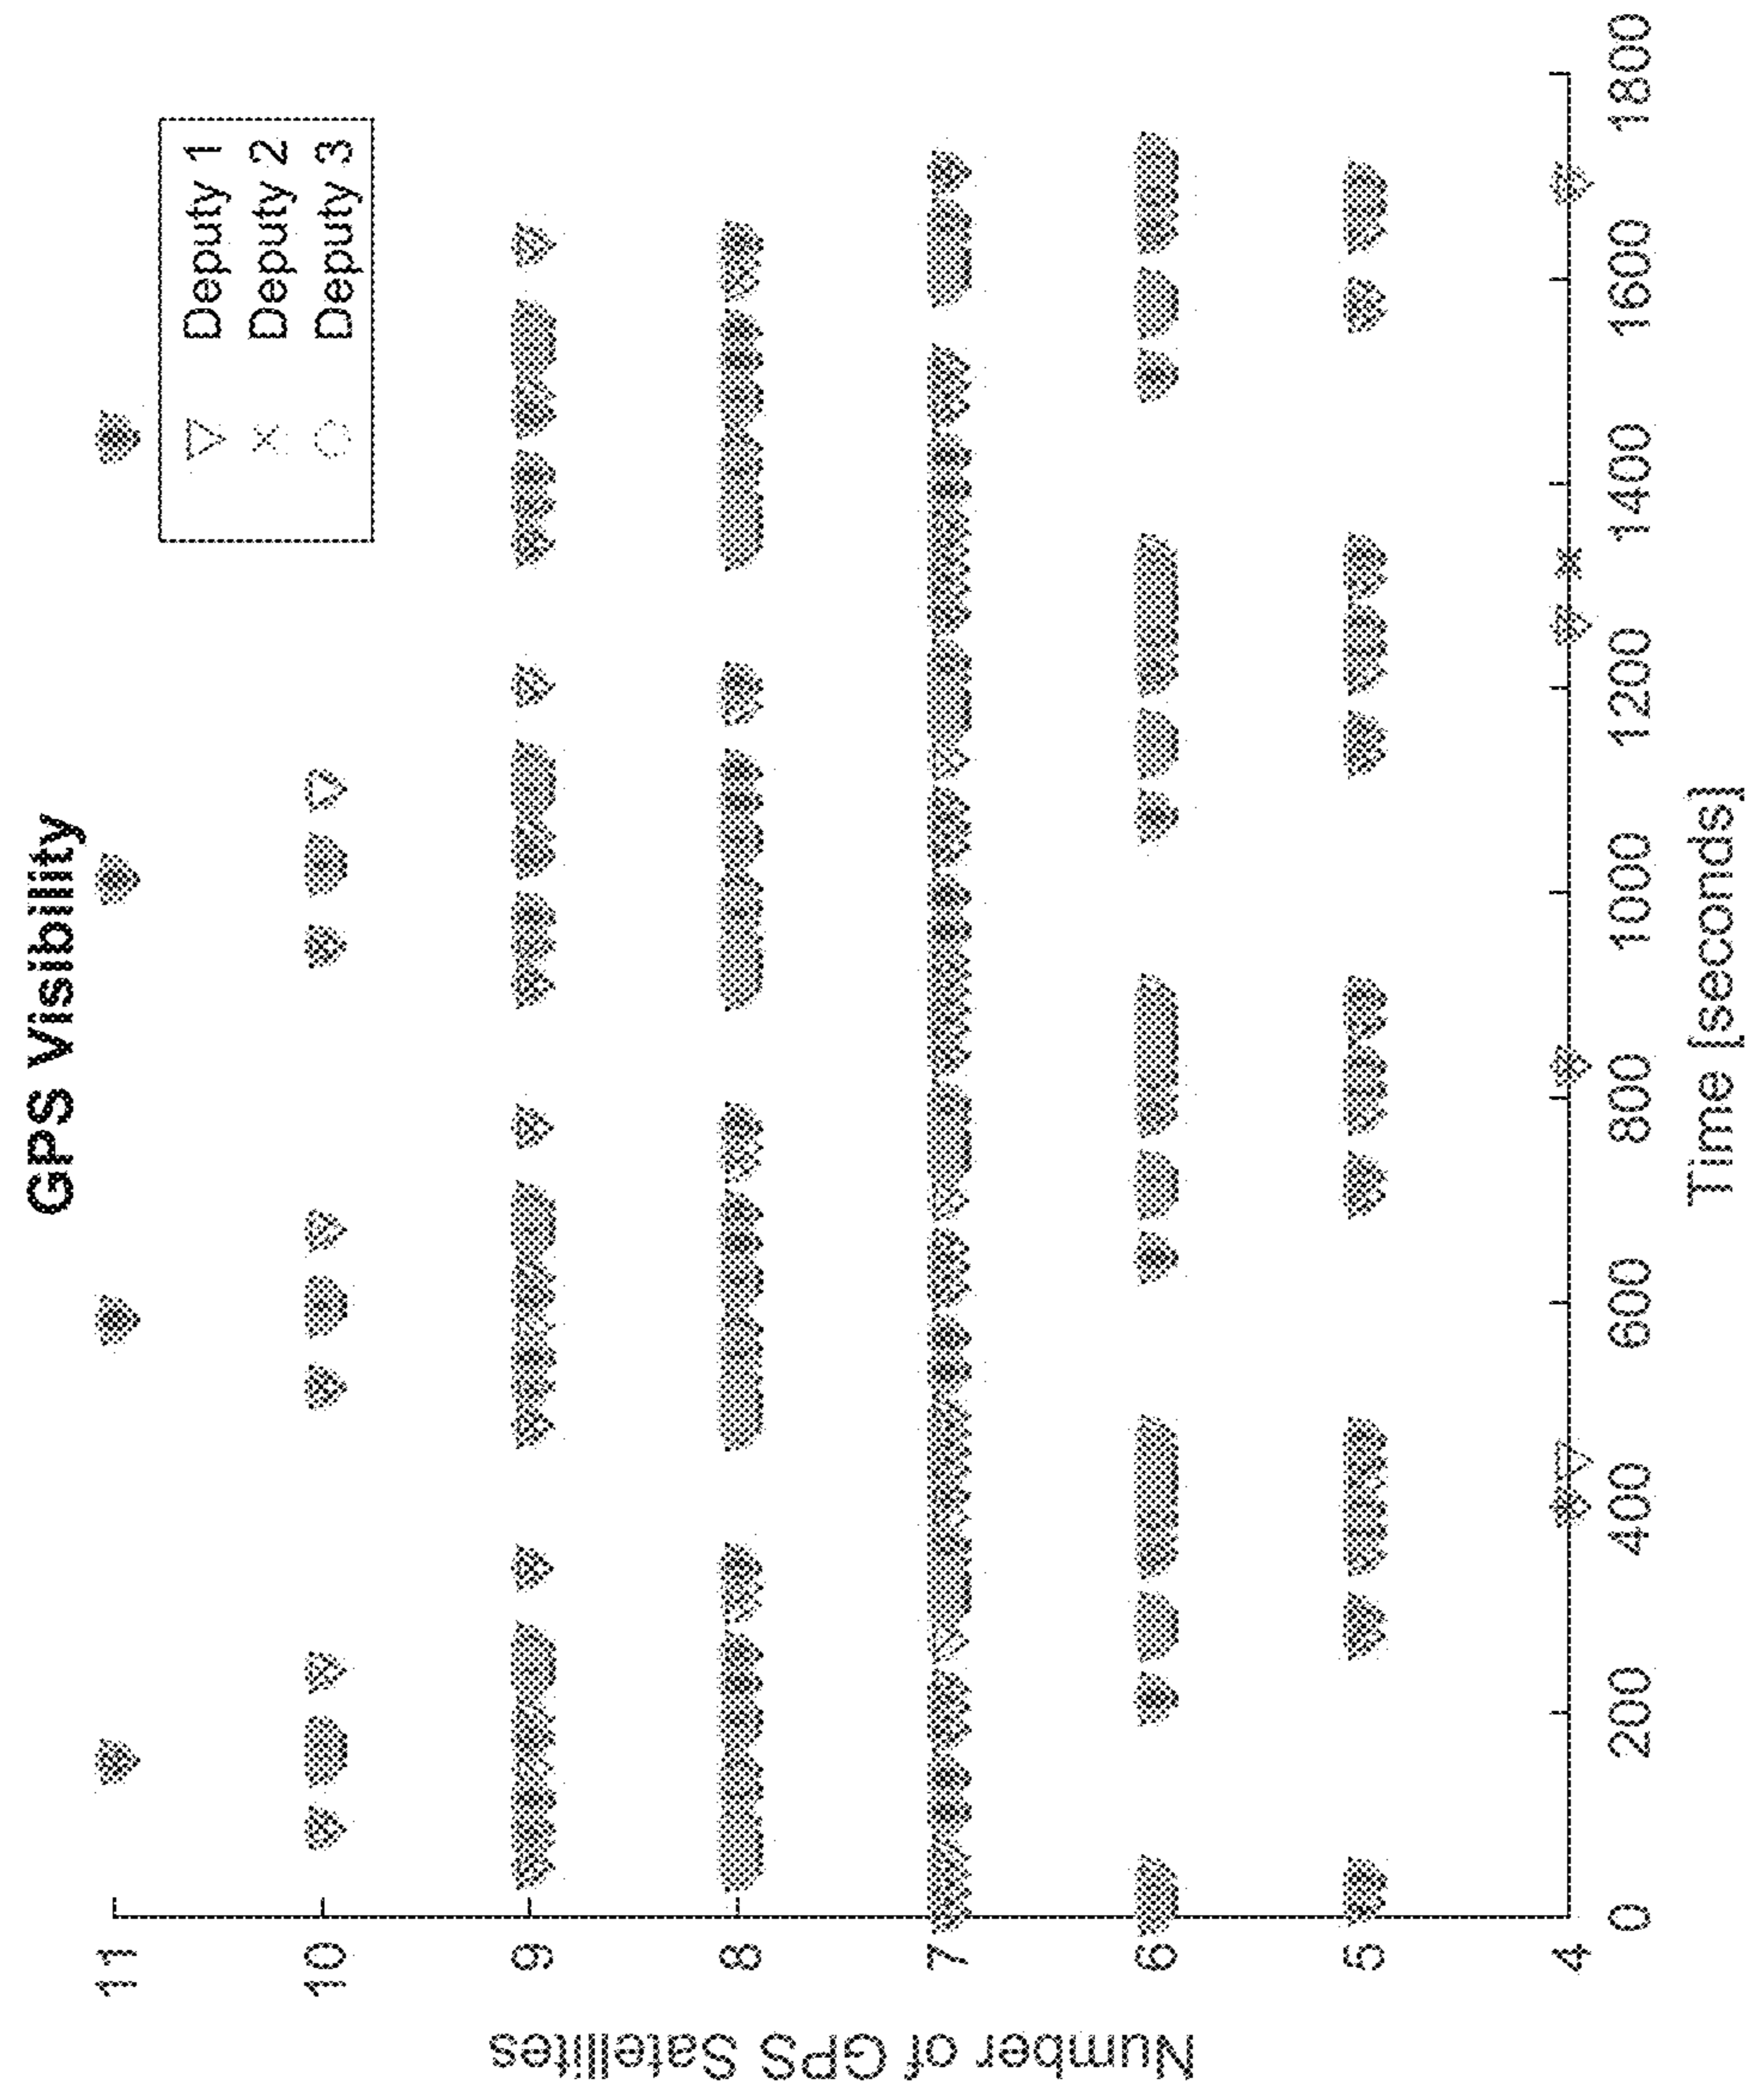 GPS Visibility
Deputy 1
Deputy 2
Deputy 3
Number of GPS Satellites
11
10
9
8
7
6
5
4
0 200 400 600 800 1000 1200 1400 1600 1800
Time [seconds]